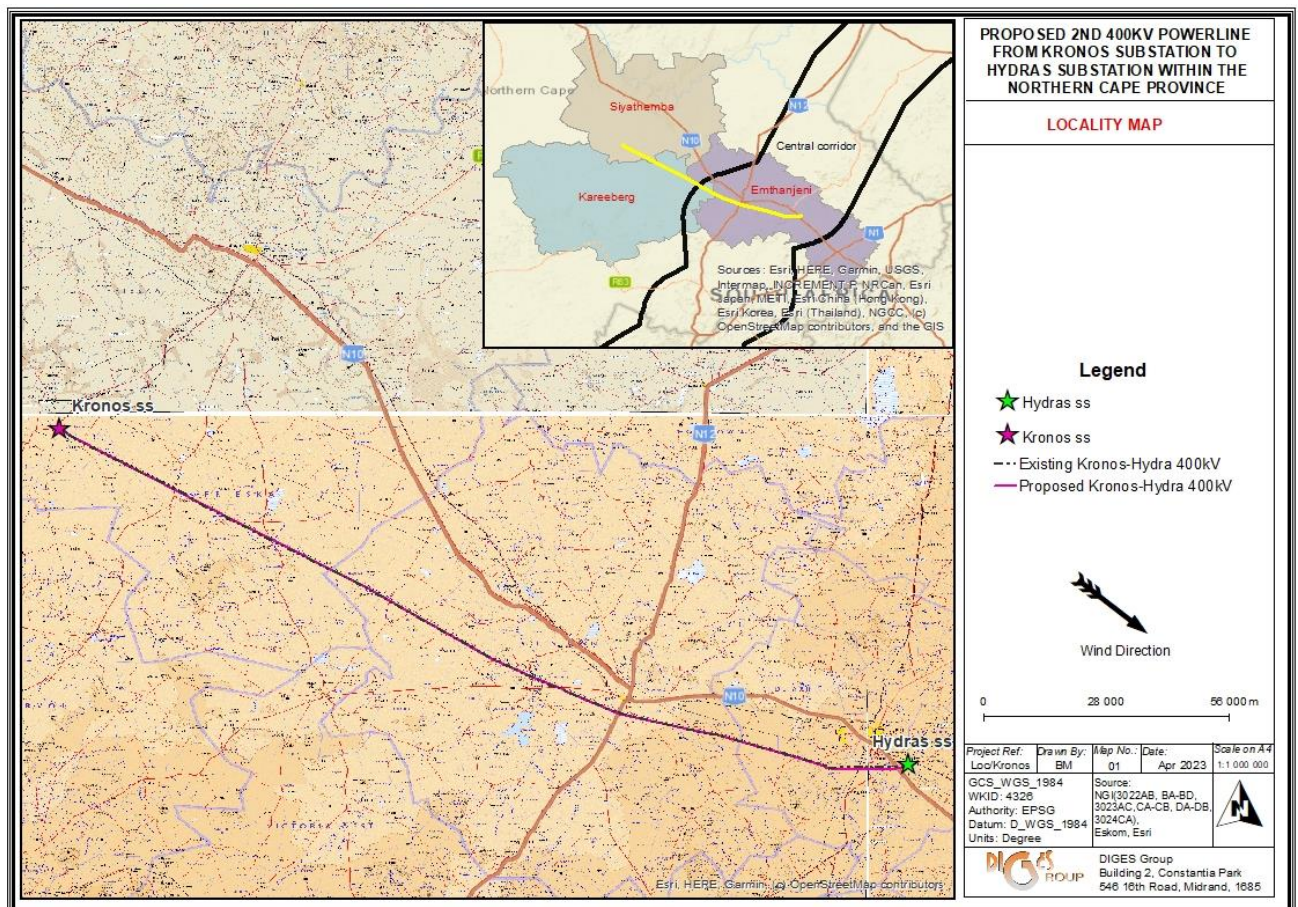 PROPOSED 2ND 400KV POWERLINE
FROM KRONOS SUBSTATION TO
HYDRAS SUBSTATION WITHIN THE
NORTHERN CAPE PROVINCE
LOCALITY MAP
Northern Cape
Siyathemba
N10
N12
Central corridor
Kareeberg
Emthanjeni
N1
R63
SOUTH AFRICA
Sources: Esri, HERE, Garmin, USGS,
Intermap, INCREMENT P, NRCan, Esri
Japan, METI, Esri China (Hong Kong),
Esri Korea, Esri (Thailand), NGCC, (c)
OpenStreetMap contributors, and the GIS
N10
Kronos ss
N12
N10
Hydras ss
VICTORIA WEST
Esri, HERE, Garmin, (c) OpenStreetMap contributors
Legend
Hydras ss
Kronos ss
Existing Kronos-Hydra 400kV
Proposed Kronos-Hydra 400kV
Wind Direction
0 28 000 56 000 m
Project Ref: Drawn By: Map No.: Date: Scale on A4
Loc/Kronos BM 01 Apr 2023 1:1 000 000
GCS_WGS_1984
WKID: 4326
Authority: EPSG
Datum: D_WGS_1984
Units: Degree
Source:
NGI(3022AB, BA-BD,
3023AC,CA-CB, DA-DB,
3024CA),
Eskom, Esri
N
DIGES
GROUP
DIGES Group
Building 2, Constantia Park
546 16th Road, Midrand, 1685